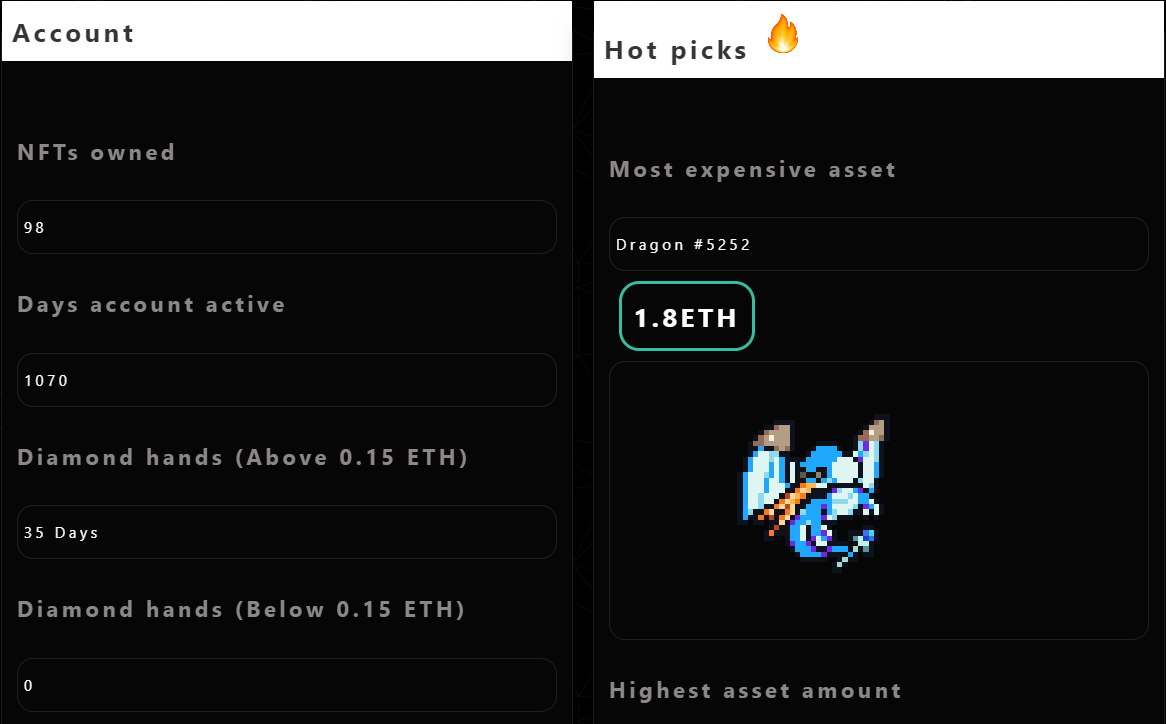 Account
NFTs owned
98
Days account active
1070
Diamond hands (Above 0.15 ETH)
35 Days
Diamond hands (Below 0.15 ETH)
0
Hot picks 🔥
Most expensive asset
Dragon #5252
1.8ETH
Highest asset amount